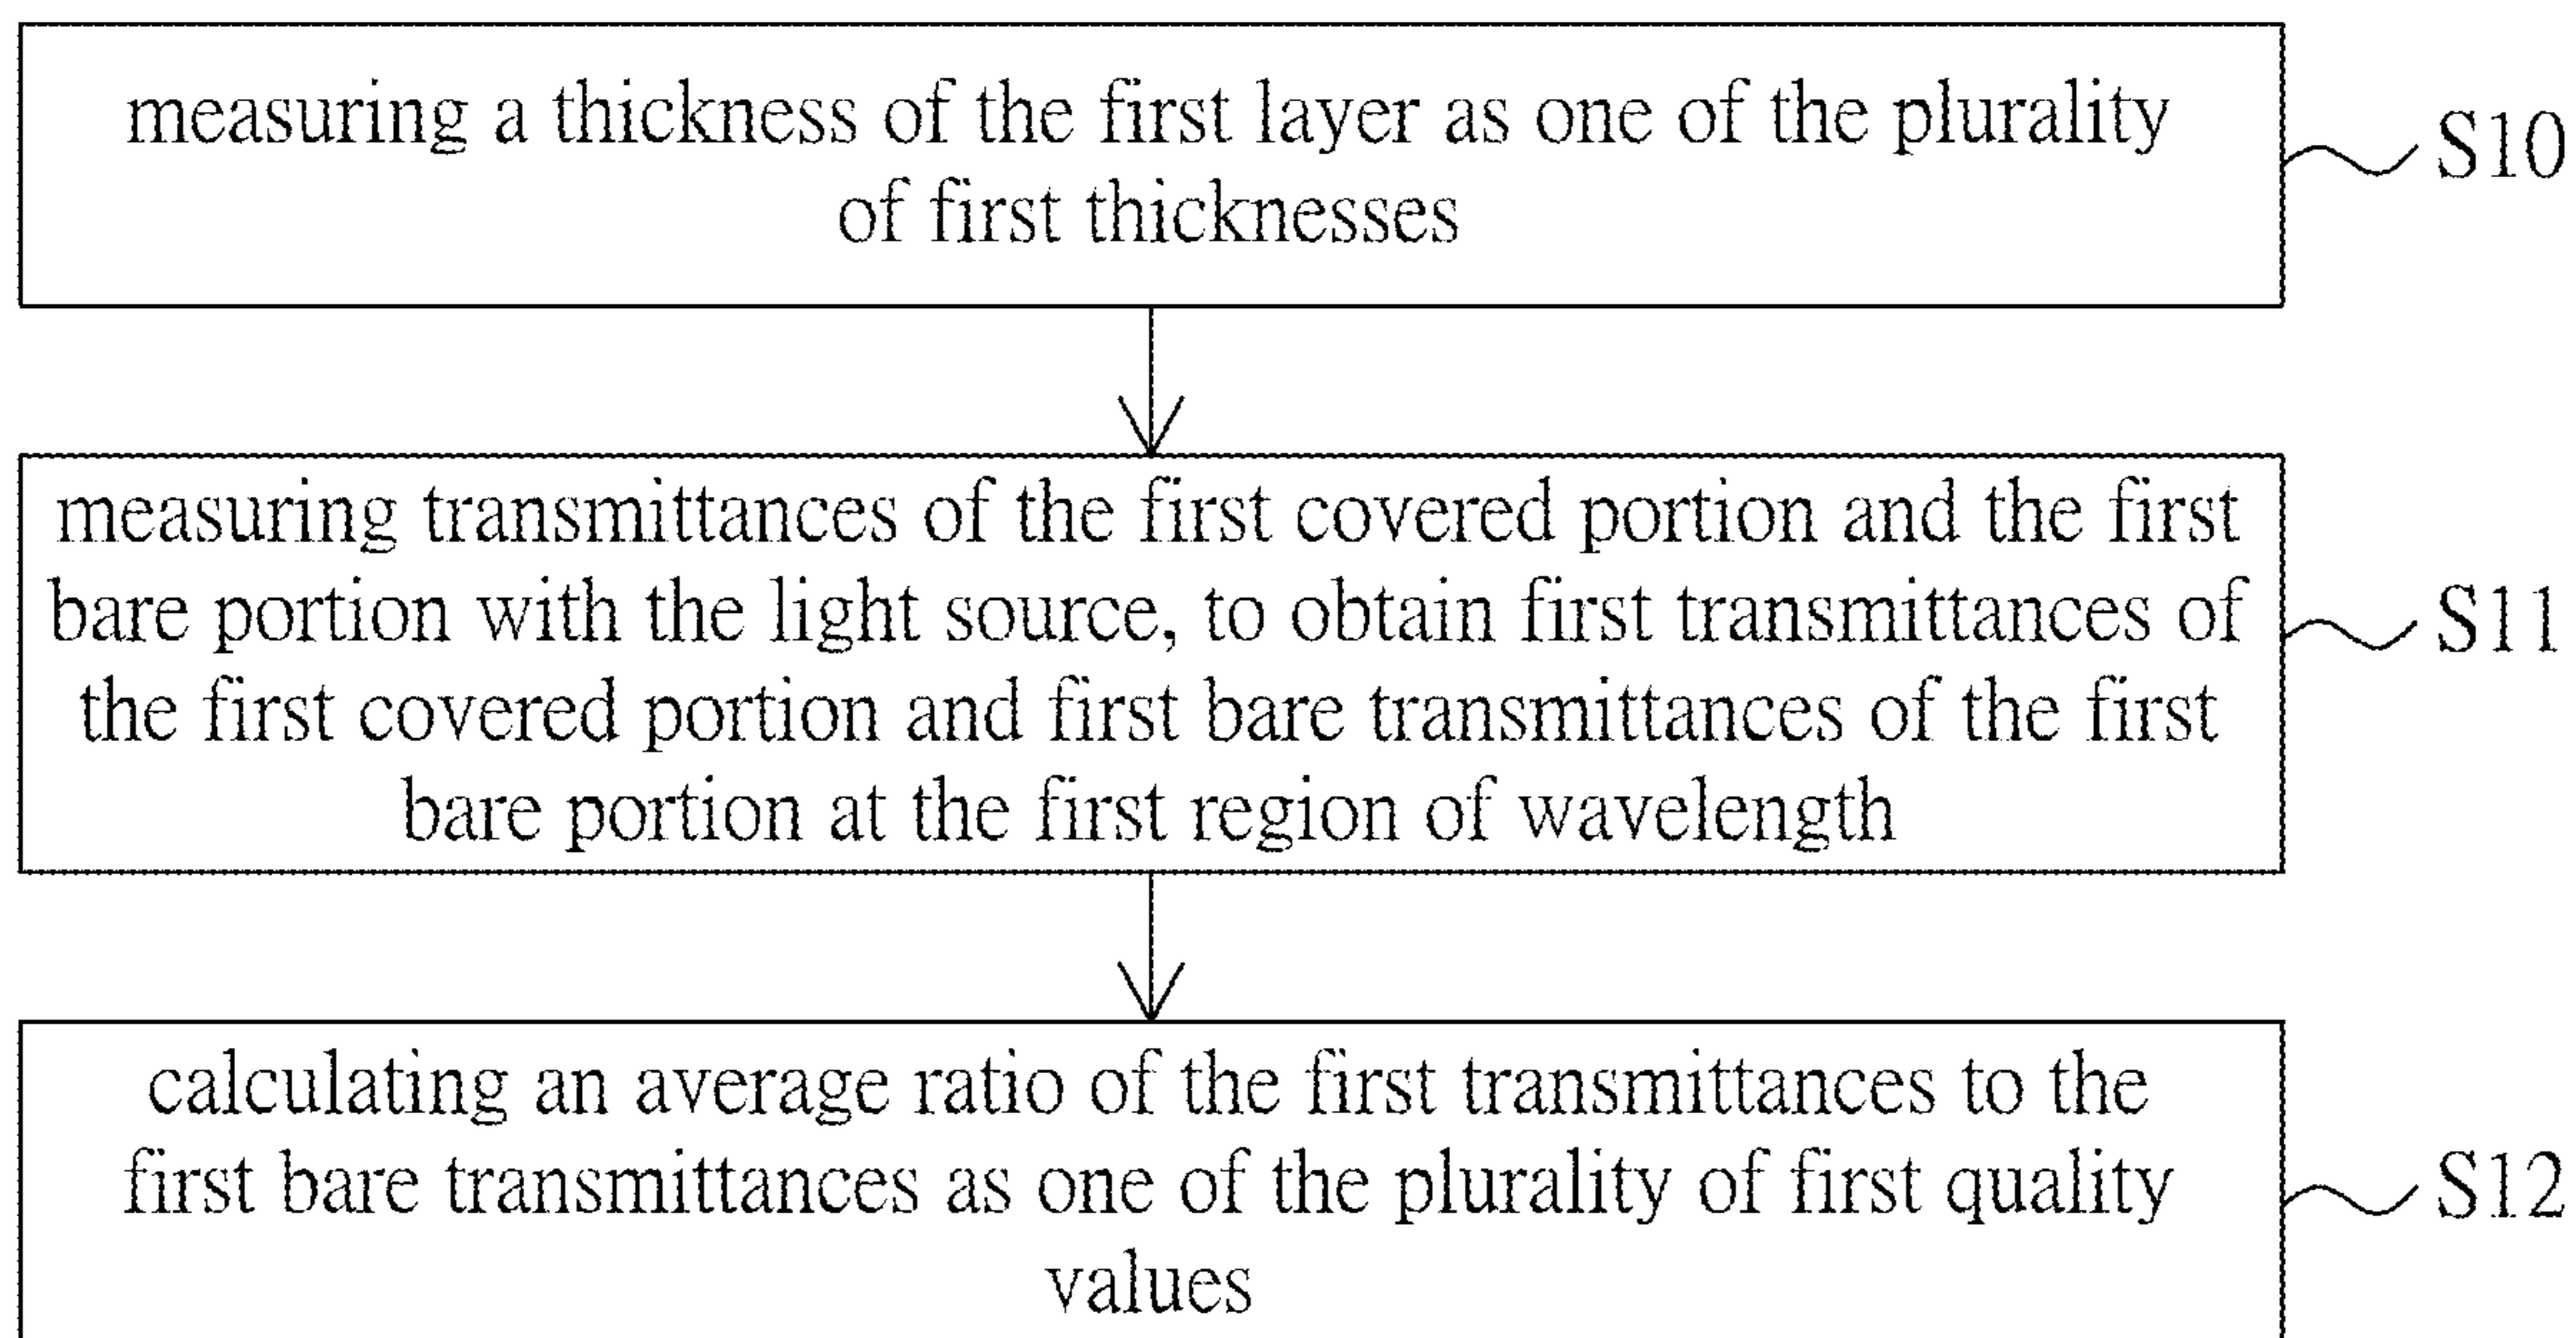 measuring a thickness of the first layer as one of the plurality
of first thicknesses
S10
measuring transmittances of the first covered portion and the first
bare portion with the light source, to obtain first transmittances of
the first covered portion and first bare transmittances of the first
bare portion at the first region of wavelength
S11
calculating an average ratio of the first transmittances to the
first bare transmittances as one of the plurality of first quality
values
S12